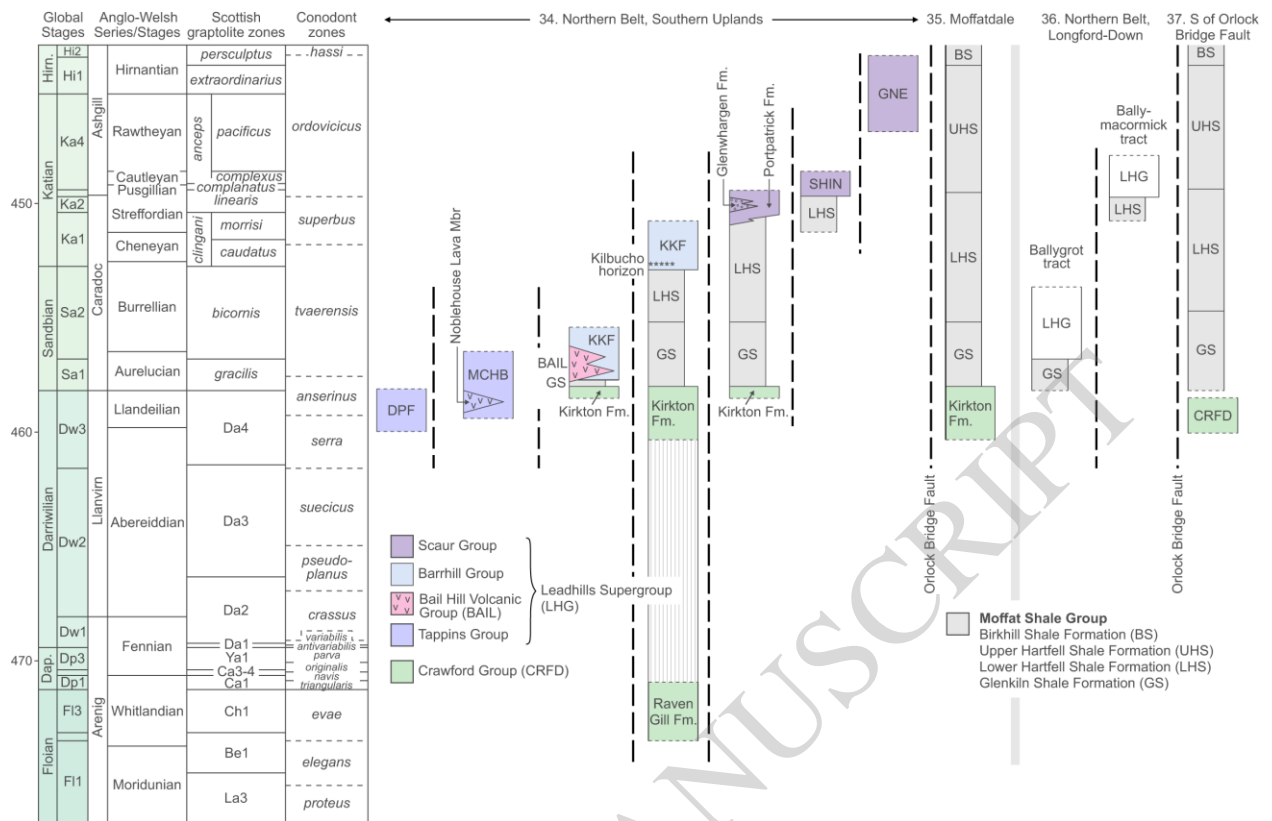 Global
Stages
Anglo-Welsh
Series/Stages
Scottish
graptolite zones
Conodont
zones
34. Northern Belt, Southern Uplands
35. Moffatdale
36. Northern Belt,
Longford-Down
37. S of Orlock
Bridge Fault
Hirn.
Katian
Sandbian
Darriwilian
Dap.
Floian
Hi2
Hi1
Ka4
Ka2
Ka1
Sa2
Sa1
Dw3
Dw2
Dw1
Dp3
Dp1
Fl3
Fl1
450
460
470
Ashgill
Caradoc
Llanvirn
Arenig
Hirnantian
Rawtheyan
Cautleyan
Pusgillian
Streffordian
Cheneyan
Burrellian
Aurelucian
Llandeilian
Abereiddian
Fennian
Whitlandian
Moridunian
persculptus
extraordinarius
anceps
pacificus
complexus
complanatus
linearis
clingani
morrisi
caudatus
bicornis
gracilis
Da4
Da3
Da2
Da1
Ya1
Ca3-4
Ca1
Ch1
Be1
La3
hassi
ordovicicus
superbus
tvaerensis
anserinus
serra
suecicus
pseudo-
planus
crassus
variabilis
antivariabilis
parva
originalis
navis
triangularis
evae
elegans
proteus
DPF
Noblehouse Lava Mbr
MCHB
KKF
BAIL
GS
Kirkton Fm.
Kilbucho
horizon
*****
KKF
LHS
GS
Kirkton
Fm.
Raven
Gill Fm.
Glenwhargen Fm.
Portpatrick Fm.
LHS
GS
Kirkton Fm.
SHIN
LHS
GNE
Orlock Bridge Fault
BS
UHS
LHS
GS
Kirkton
Fm.
Ballygrot
tract
LHG
GS
Bally-
macormick
tract
LHG
LHS
Orlock Bridge Fault
BS
UHS
LHS
GS
CRFD
Scaur Group
Barrhill Group
Bail Hill Volcanic
Group (BAIL)
Tappins Group
Leadhills Supergroup
(LHG)
Crawford Group (CRFD)
Moffat Shale Group
Birkhill Shale Formation (BS)
Upper Hartfell Shale Formation (UHS)
Lower Hartfell Shale Formation (LHS)
Glenkiln Shale Formation (GS)
NUSCRIPT